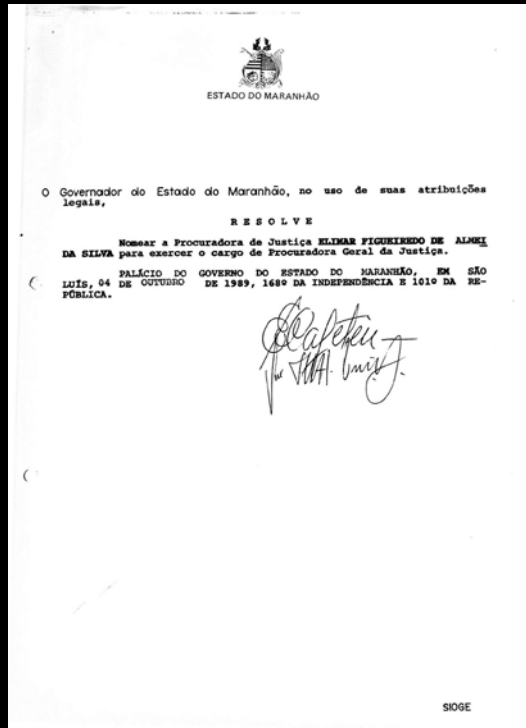 ESTADO DO MARANHÃO
O Governador do Estado do Maranhão, no uso de suas atribuições
legais,
R E S O L V E
Nomear a Procuradora de Justiça ELIMAR FIGUEIREDO DE ALMEI
DA SILVA para exercer o cargo de Procuradora Geral da Justiça.
PALÁCIO DO GOVERNO DO ESTADO DO MARANHÃO, EM SÃO
LUÍS, 04 DE OUTUBRO DE 1989, 168º DA INDEPENDÊNCIA E 101º DA RE-
PÚBLICA.
Cafeteira
SIOGE